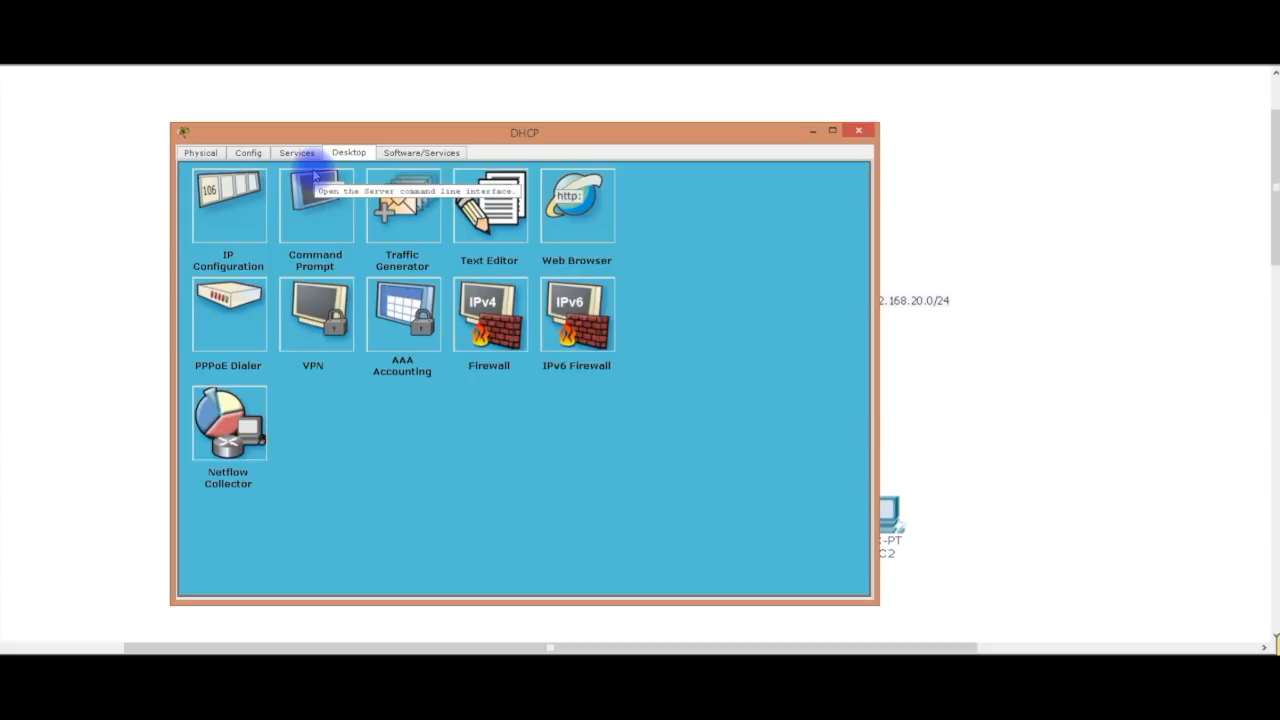 DHCP
Physical Config Services Desktop Software/Services
106
http:
Open the Server command line interface.
IP
Configuration
Command
Prompt
Traffic
Generator
Text Editor
Web Browser
2.168.20.0/24
IPv4
IPv6
PPPoE Dialer
VPN
AAA
Accounting
Firewall
IPv6 Firewall
Netflow
Collector
-PT
C2